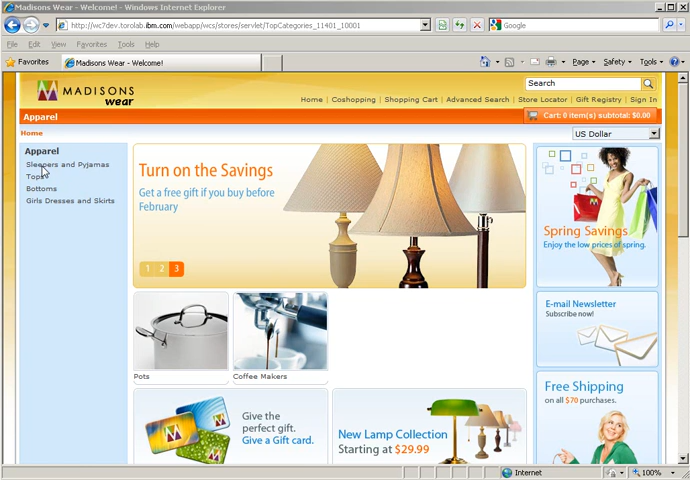 Madisons Wear - Welcome! - Windows Internet Explorer
http://wc7dev.torolab.ibm.com/webapp/wcs/stores/servlet/TopCategories_11401_10001
Google
File Edit View Favorites Tools Help
Favorites
Madisons Wear - Welcome!
Page Safety Tools
MADISONS
wear
Search
Home | Coshopping | Shopping Cart | Advanced Search | Store Locator | Gift Registry | Sign In
Apparel
Cart: 0 item(s) subtotal: $0.00
Home
US Dollar
Apparel
Sleepers and Pyjamas
Tops
Bottoms
Girls Dresses and Skirts
Turn on the Savings
Get a free gift if you buy before
February
1 2 3
Spring Savings
Enjoy the low prices of spring.
E-mail Newsletter
Subscribe now!
Pots
Coffee Makers
Free Shipping
on all $70 purchases.
Give the
perfect gift.
Give a Gift card.
New Lamp Collection
Starting at $29.99
Internet
100%